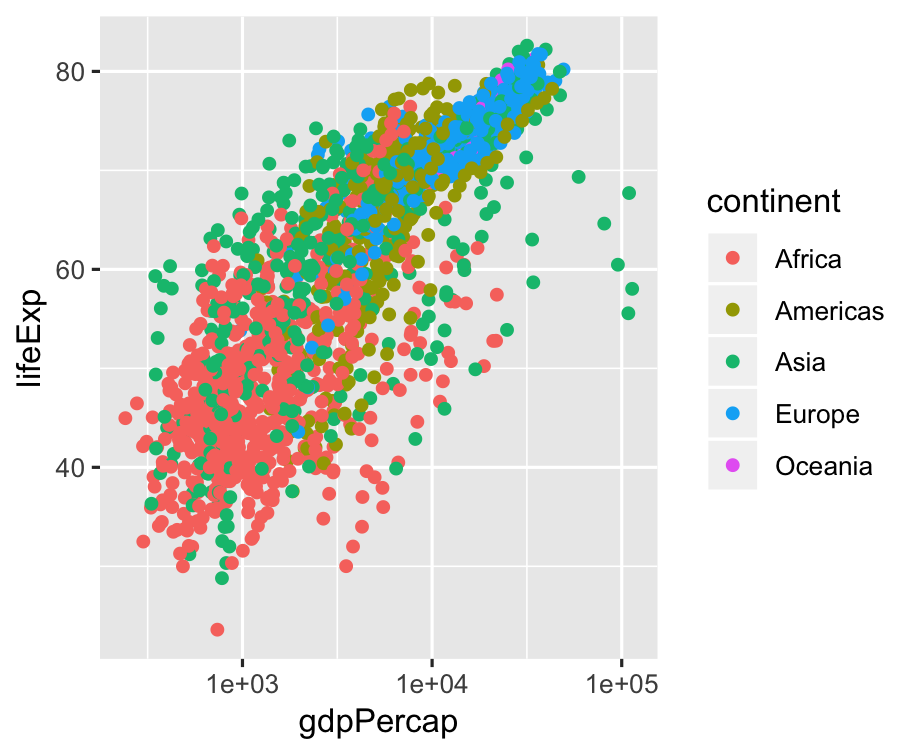 80
60
40
lifeExp
1e+03
1e+04
1e+05
gdpPercap
continent
Africa
Americas
Asia
Europe
Oceania